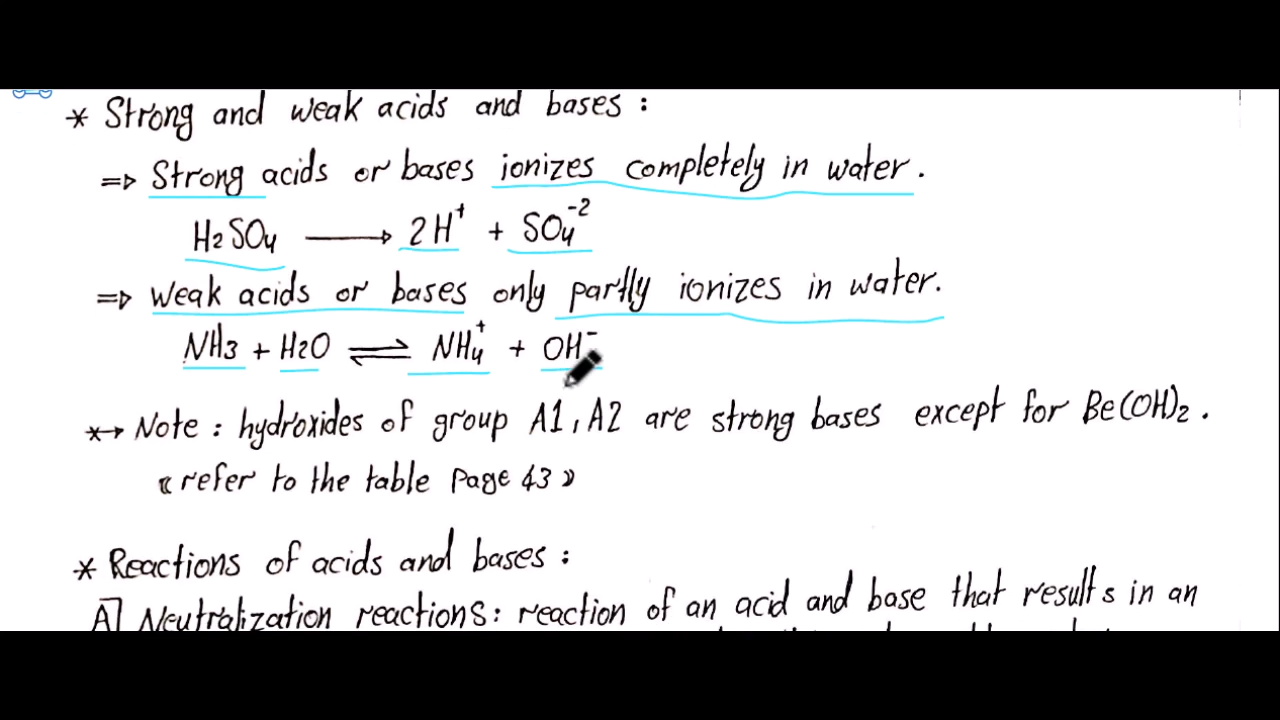 * Strong and weak acids and bases :
⇒ Strong acids or bases ionizes completely in water.
H₂SO₄ ⟶ 2H⁺ + SO₄⁻²
⇒ weak acids or bases only partly ionizes in water.
NH₃ + H₂O ⇌ NH₄⁺ + OH⁻
*→ Note : hydroxides of group A1, A2 are strong bases except for Be(OH)₂.
« refer to the table page 43 »
* Reactions of acids and bases :
A] Neutralization reactions: reaction of an acid and base that results in an